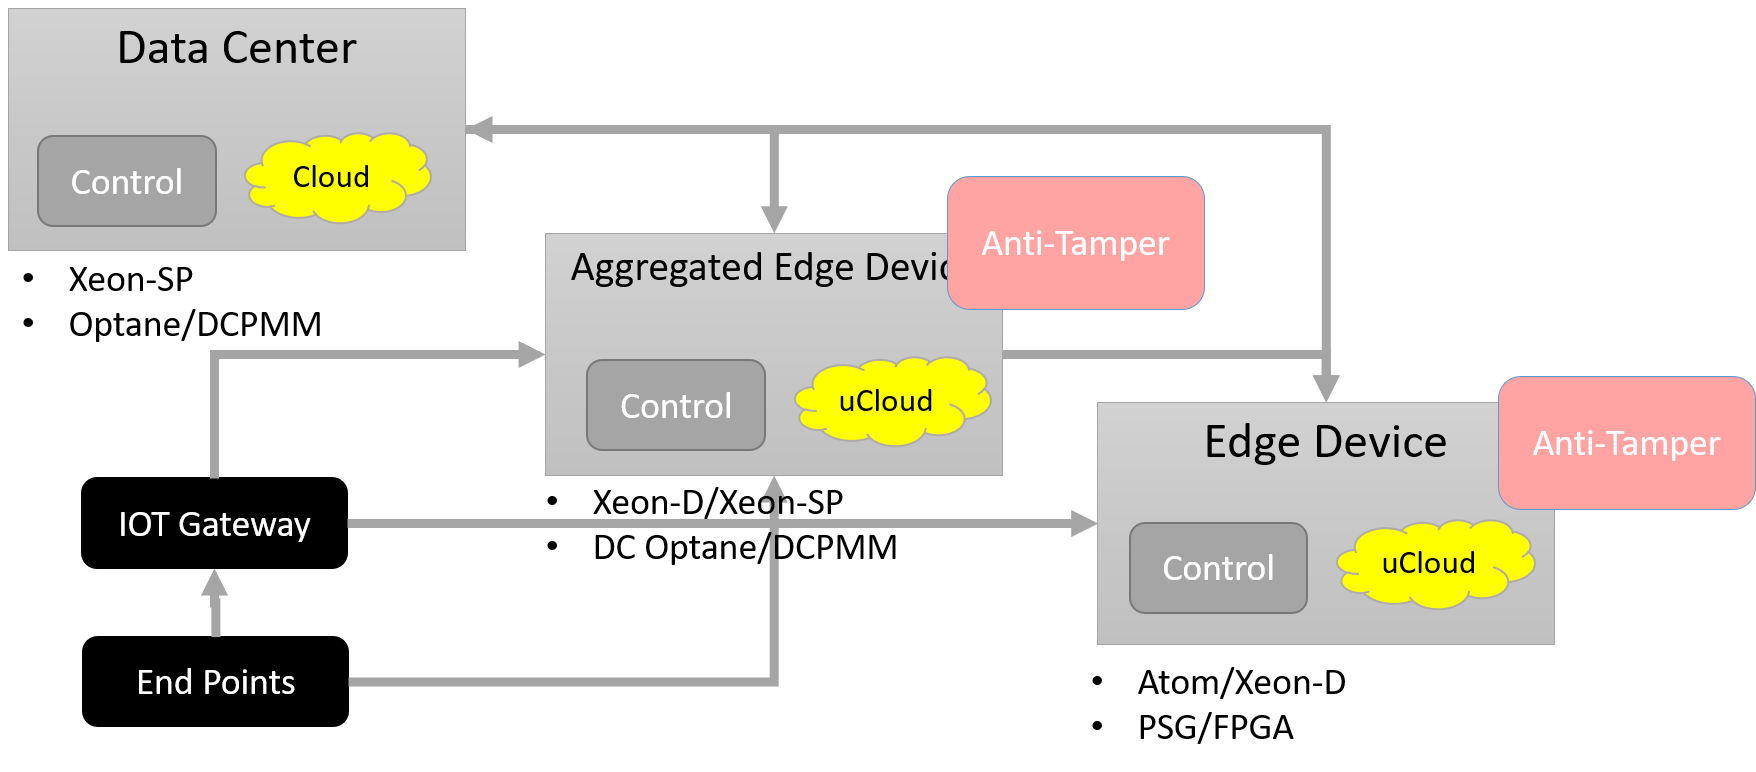 Data Center
Control
Cloud
• Xeon-SP
• Optane/DCPMM
Anti-Tamper
Aggregated Edge Devic
Control
uCloud
• Xeon-D/Xeon-SP
• DC Optane/DCPMM
Anti-Tamper
Edge Device
Control
uCloud
• Atom/Xeon-D
• PSG/FPGA
IOT Gateway
End Points